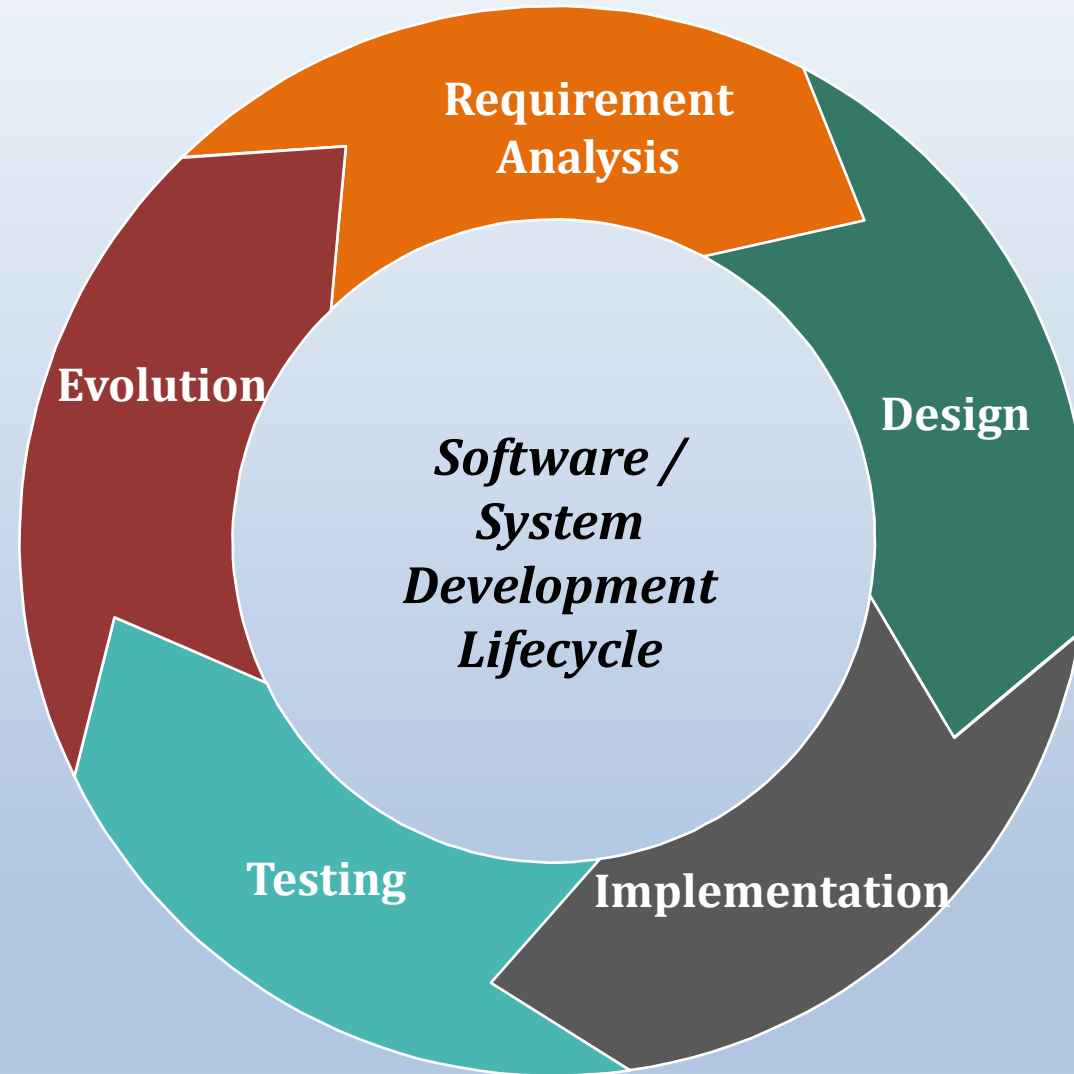 Requirement
Analysis
Design
Implementation
Testing
Evolution
Software /
System
Development
Lifecycle